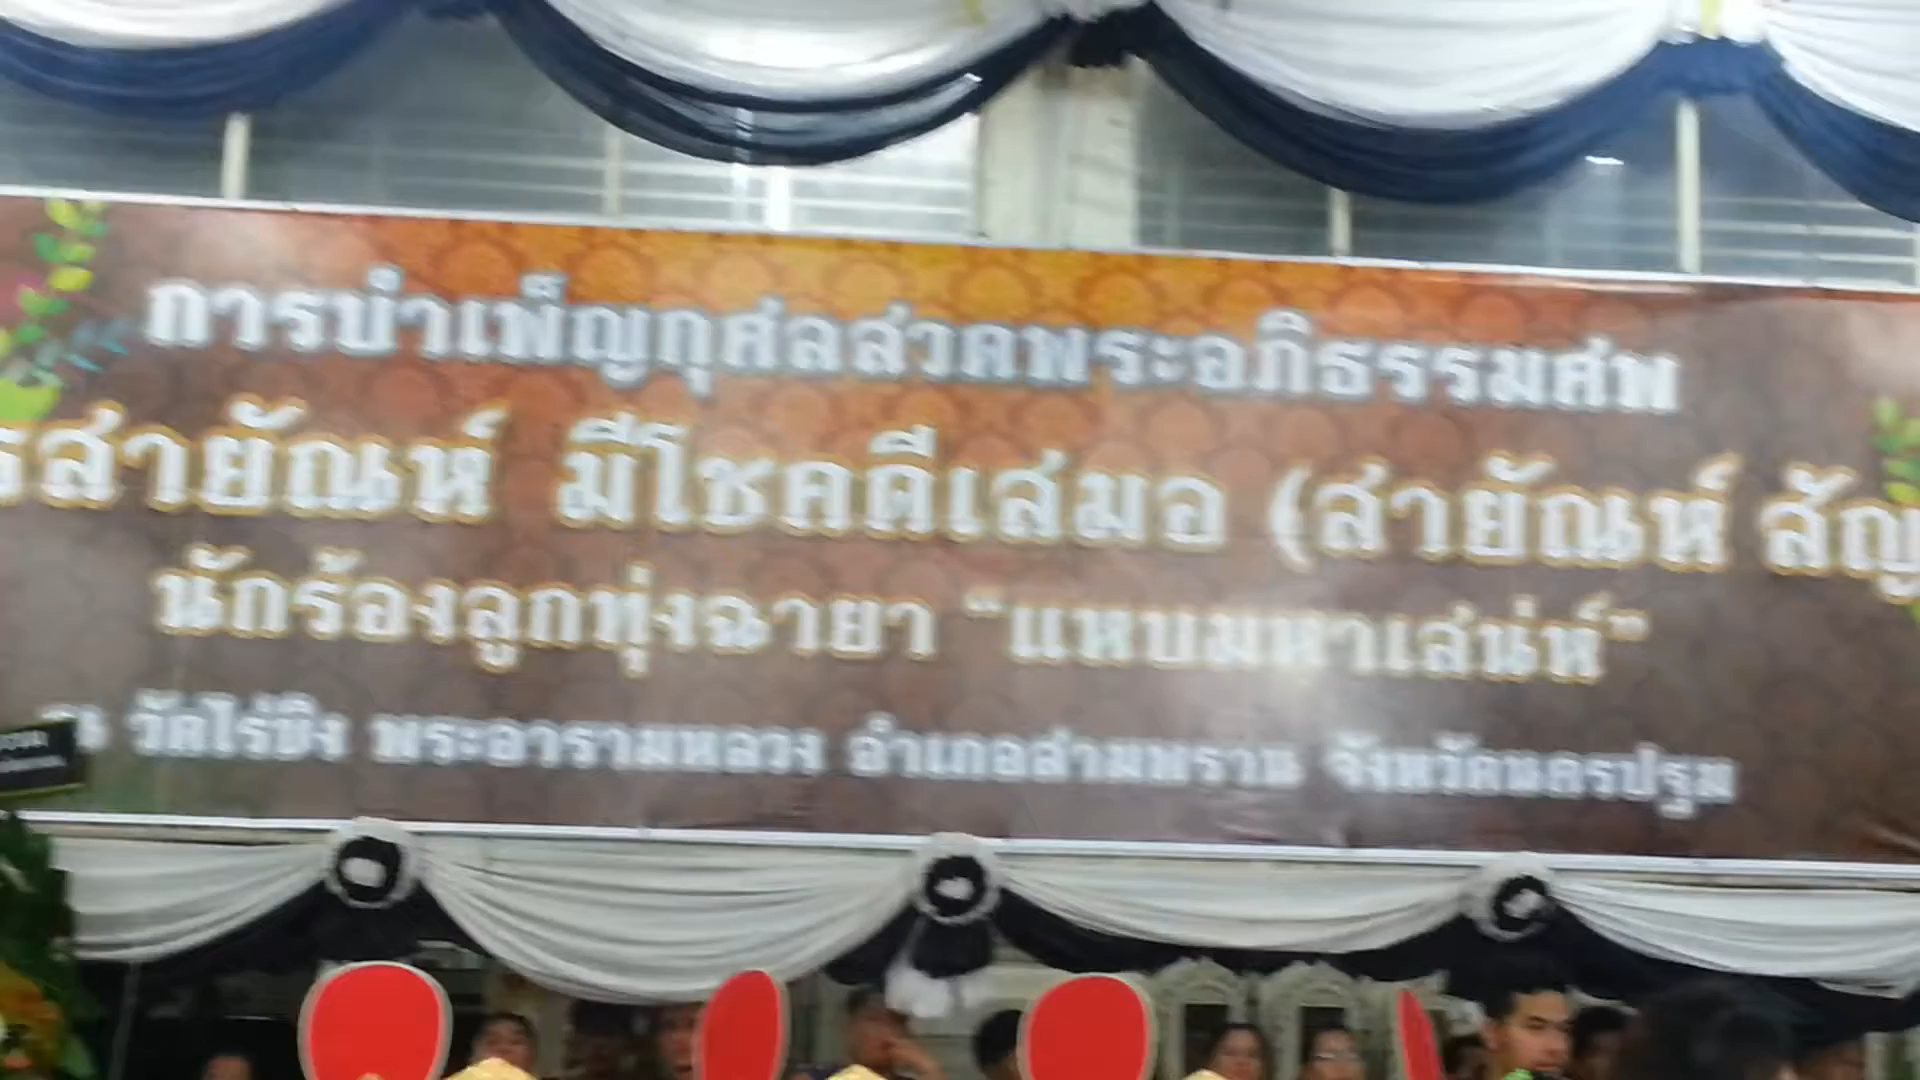 การบำเพ็ญกุศลสวดพระอภิธรรมศพ
สายัณห์ มีโชคดีเสมอ (สายัณห์ สัญ
นักร้องลูกทุ่งฉายา "แหบมหาเสน่ห์"
ณ วัดไร่ขิง พระอารามหลวง อำเภอสามพราน จังหวัดนครปฐม